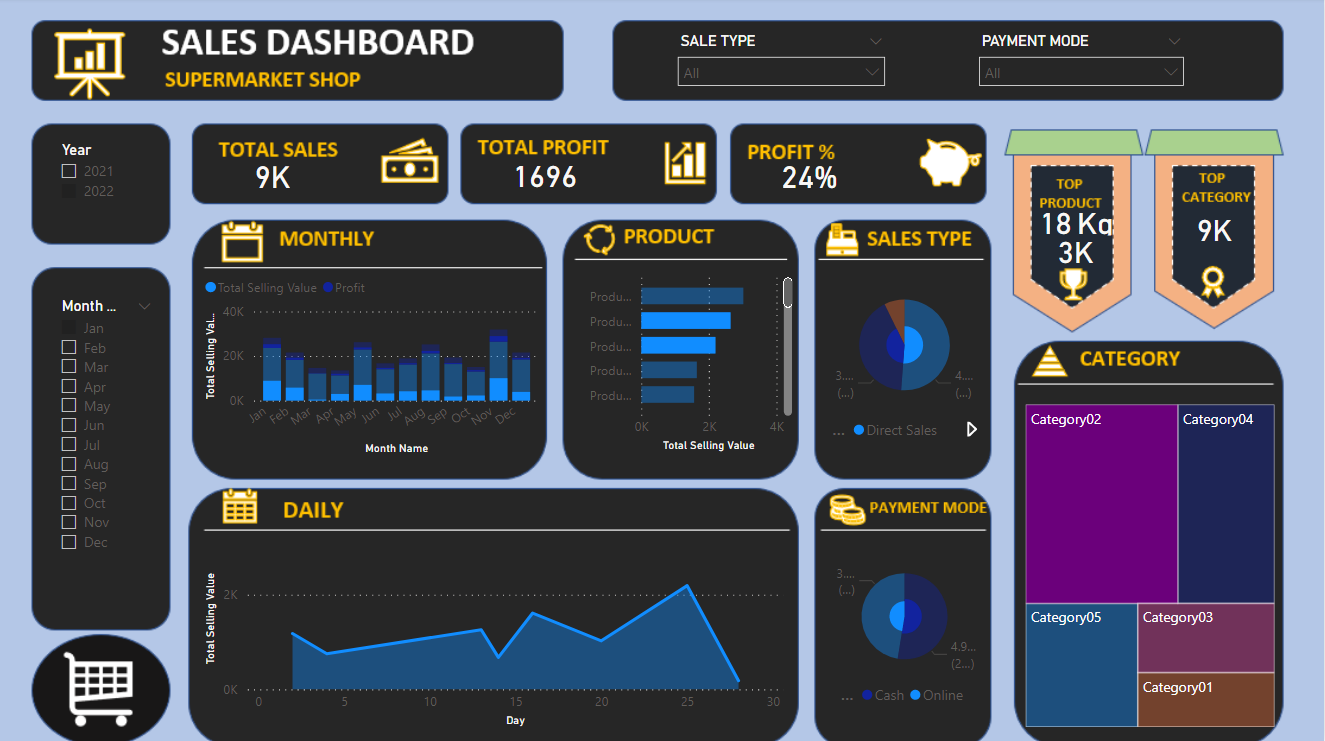 SALES DASHBOARD
SUPERMARKET SHOP
SALE TYPE
All
PAYMENT MODE
All
Year
2021
2022
Month ...
Jan
Feb
Mar
Apr
May
Jun
Jul
Aug
Sep
Oct
Nov
Dec
TOTAL SALES
9K
TOTAL PROFIT
1696
PROFIT %
24%
TOP
PRODUCT
18 Kg
3K
TOP
CATEGORY
9K
MONTHLY
Total Selling Value Profit
Total Selling Val...
40K
20K
0K
Jan Feb Mar Apr May Jun Jul Aug Sep Oct Nov Dec
Month Name
PRODUCT
Produ...
Produ...
Produ...
Produ...
Produ...
0K 2K 4K
Total Selling Value
SALES TYPE
3....
(...)
4....
(...)
... Direct Sales
DAILY
Total Selling Value
2K
0K
0 5 10 15 20 25 30
Day
PAYMENT MODE
3....
(...)
4.9...
(2...)
... Cash Online
CATEGORY
Category02
Category04
Category05
Category03
Category01